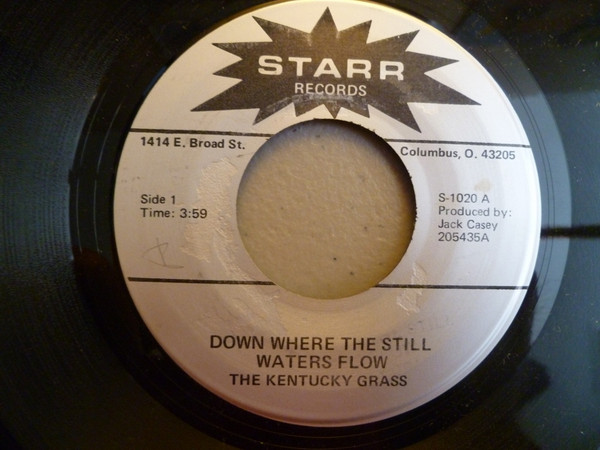 STARR
RECORDS
1414 E. Broad St.
Columbus, O. 43205
Side 1
Time: 3:59
S-1020 A
Produced by:
Jack Casey
205435A
DOWN WHERE THE STILL
WATERS FLOW
THE KENTUCKY GRASS